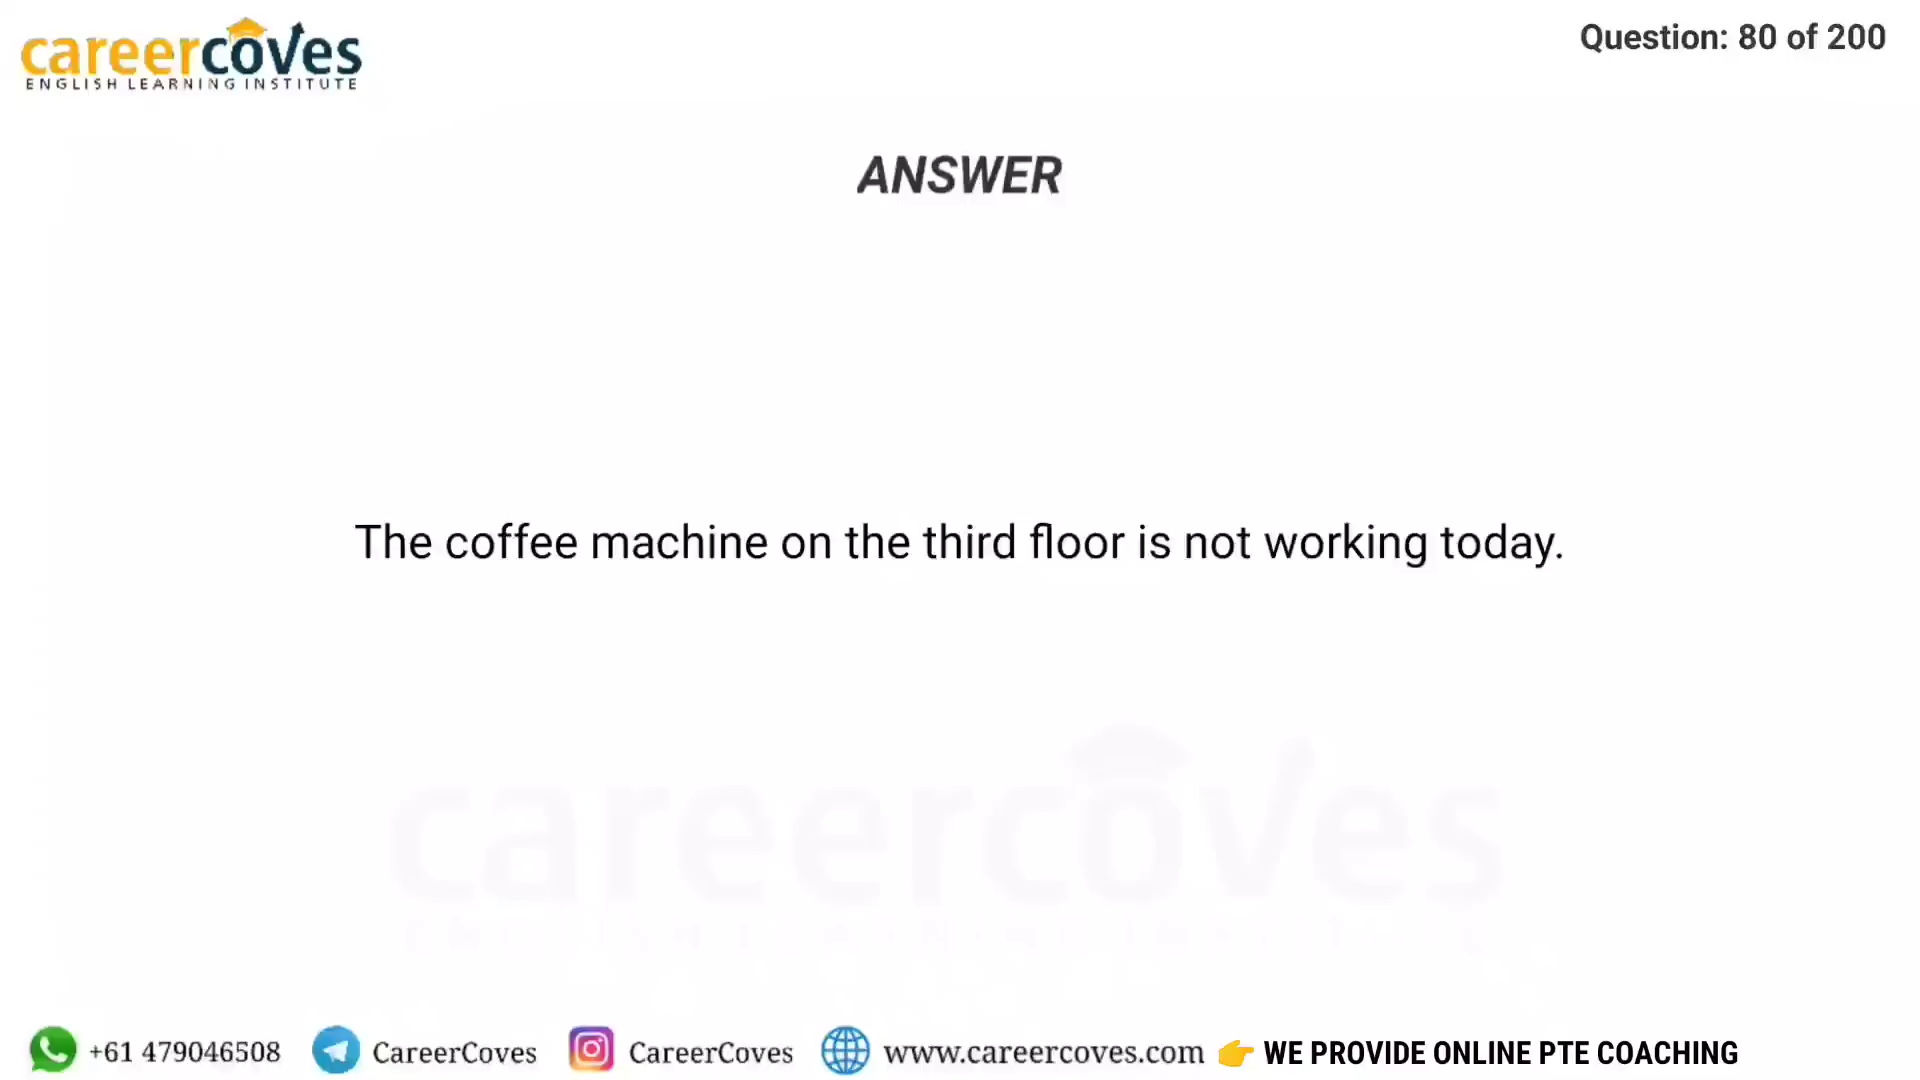 careercoves
ENGLISH LEARNING INSTITUTE
Question: 80 of 200
ANSWER
The coffee machine on the third floor is not working today.
careercoves
+61 479046508 CareerCoves CareerCoves www.careercoves.com 👉 WE PROVIDE ONLINE PTE COACHING